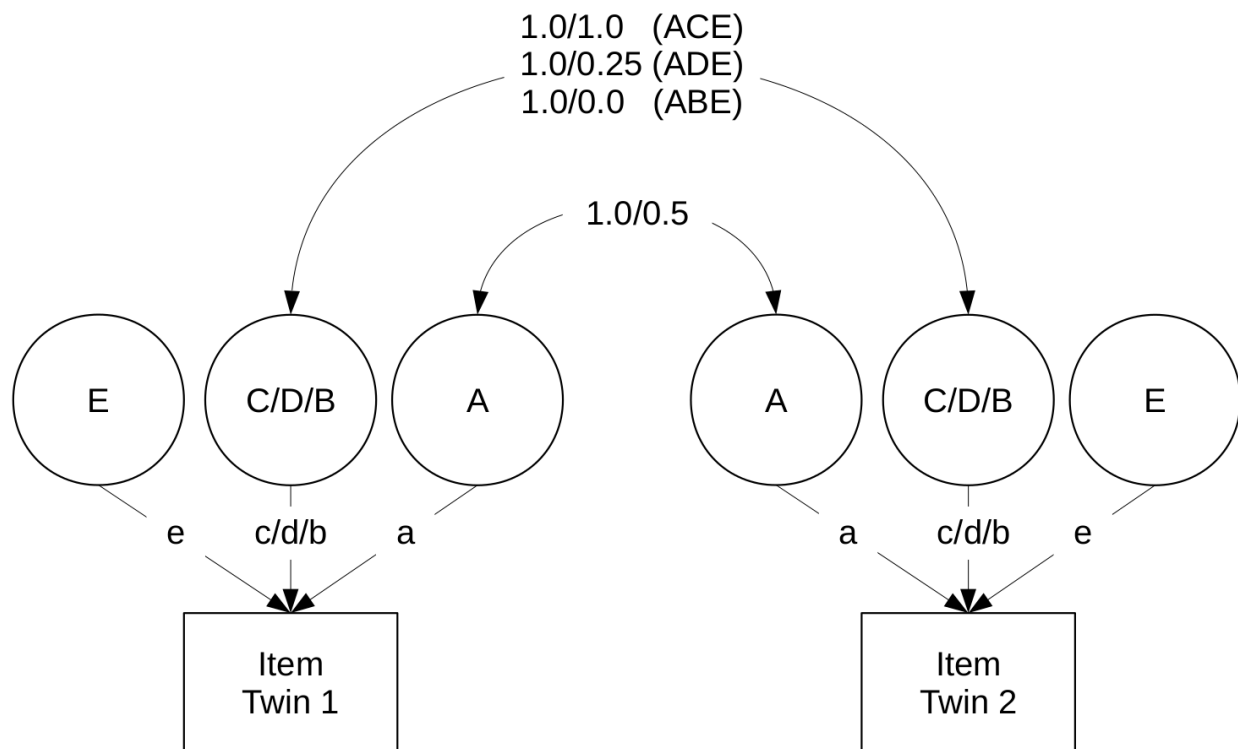 1.0/1.0 (ACE)
1.0/0.25 (ADE)
1.0/0.0 (ABE)
1.0/0.5
E
C/D/B
A
A
C/D/B
E
e
c/d/b
a
a
c/d/b
e
Item
Twin 1
Item
Twin 2